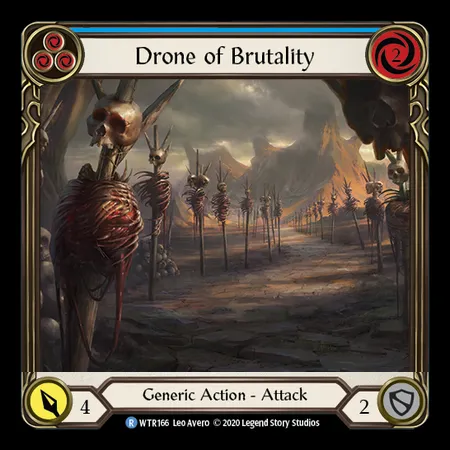 Drone of Brutality
2
Generic Action - Attack
4
2
R WTR166 Leo Avero © 2020 Legend Story Studios